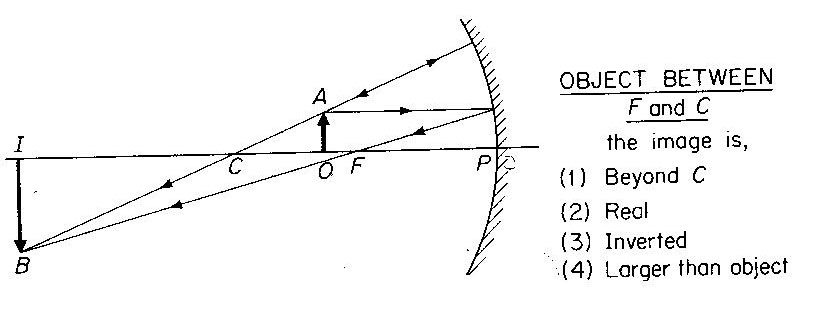 A
I
C
O
F
P
B
OBJECT BETWEEN
F and C
the image is,
(1) Beyond C
(2) Real
(3) Inverted
(4) Larger than object